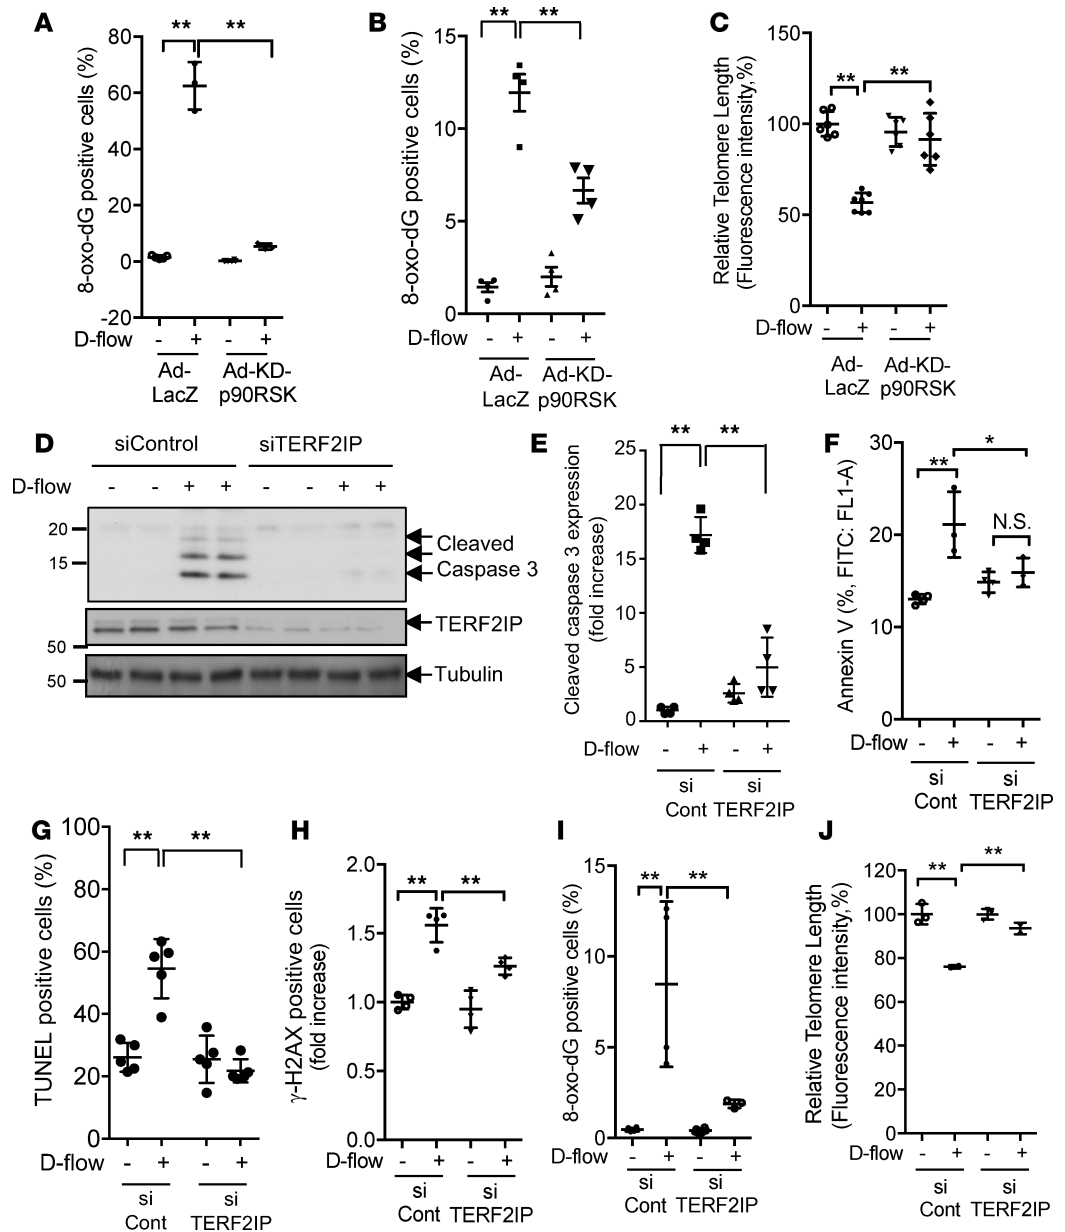 A
8-oxo-dG positive cells (%)
80
60
40
20
0
-20
** **
D-flow - + - +
Ad-
LacZ
Ad-KD-
p90RSK
B
8-oxo-dG positive cells (%)
15
10
5
0
** **
- + - +
Ad-
LacZ
Ad-KD-
p90RSK
C
Relative Telomere Length
(Fluorescence intensity,%)
150
100
50
0
** **
D-flow - + - +
Ad-
LacZ
Ad-KD-
p90RSK
D
siControl siTERF2IP
D-flow - - + + - - + +
20
15
Cleaved
Caspase 3
TERF2IP
50
50
Tubulin
E
Cleaved caspase 3 expression
(fold increase)
25
20
15
10
5
0
** **
D-flow - + - +
si
Cont
si
TERF2IP
F
Annexin V (%, FITC: FL1-A)
30
20
10
0
** *
N.S.
D-flow - + - +
si
Cont
si
TERF2IP
G
TUNEL positive cells (%)
100
80
60
40
20
0
** **
D-flow - + - +
si
Cont
si
TERF2IP
H
γ-H2AX positive cells
(fold increase)
2.0
1.5
1.0
0.5
0.0
** **
D-flow - + - +
si
Cont
si
TERF2IP
I
8-oxo-dG positive cells (%)
15
10
5
0
** **
D-flow - + - +
si
Cont
si
TERF2IP
J
Relative Telomere Length
(Fluorescence intensity,%)
120
100
80
60
40
20
0
** **
D-flow - + - +
si
Cont
si
TERF2IP